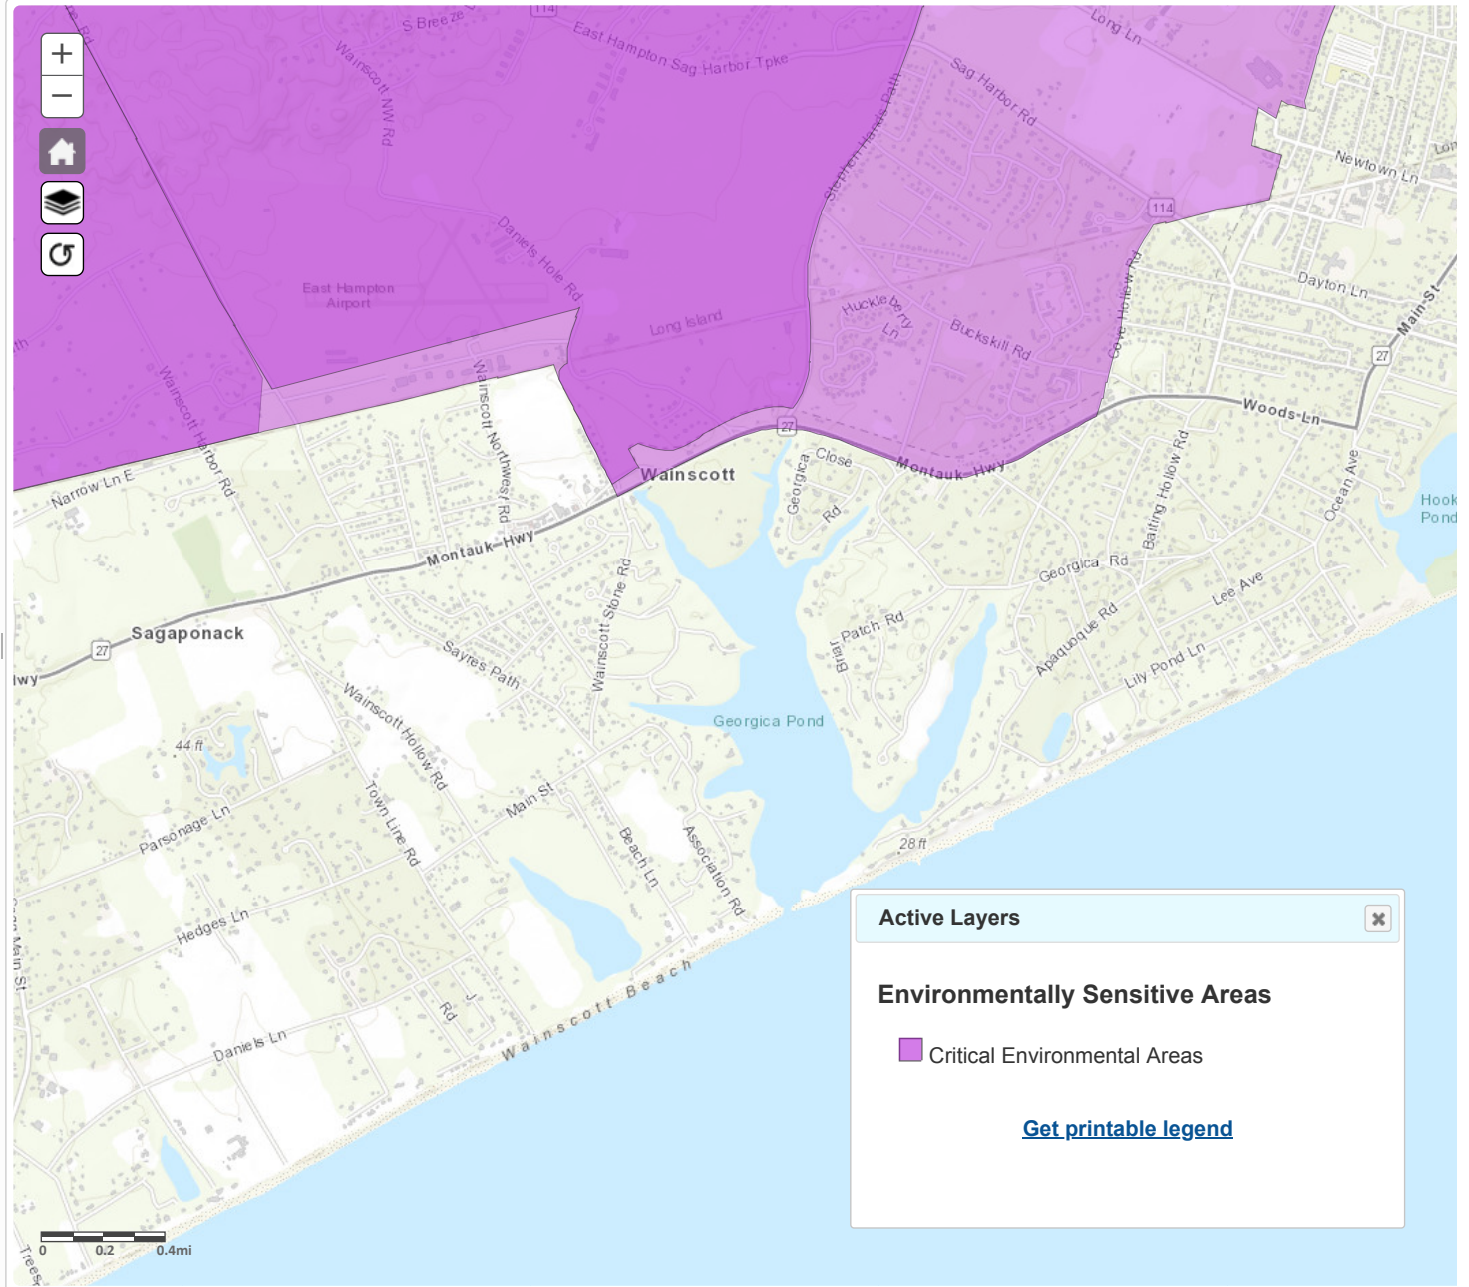 114
S Breeze
East Hampton Sag Harbor Tpke
Long Ln
Wainscott NW Rd
Sag Harbor Rd
Stephen Hands Path
Newtown Ln
114
Daniels Hole Rd
East Hampton
Airport
Dayton Ln
Main-St
Long Island
Huckleberry
Ln
Buckskill Rd
Cove Hollow Rd
27
Wainscott Harbor Rd
Wainscott Northwest Rd
Woods-Ln
27
Close
Georgica
Rd
Montauk-Hwy
Baiting Hollow Rd
Ocean Ave
Wainscott
Narrow Ln E
Hook
Pond
Montauk-Hwy
Wainscott Stone Rd
Georgica Rd
Lee Ave
Sagaponack
27
lwy
Sayres Path
Briar Patch Rd
Apaquoque Rd
Lily Pond Ln
Wainscott Hollow Rd
Georgica Pond
44 ft
Town Line Rd
Main St
Parsonage Ln
Beach Ln
Association Rd
28 ft
Hedges Ln
Main St
Wainscott Beach
J
Rd
Daniels Ln
Active Layers
Environmentally Sensitive Areas
Critical Environmental Areas
Get printable legend
0 0.2 0.4mi
Trees